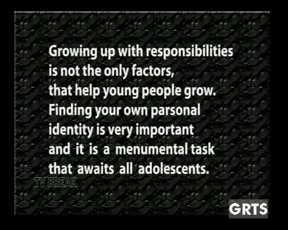 Growing up with responsibilities
is not the only factors,
that help young people grow.
Finding your own parsonal
identity is very important
and it is a menumental task
that awaits all adolescents.
GRTS